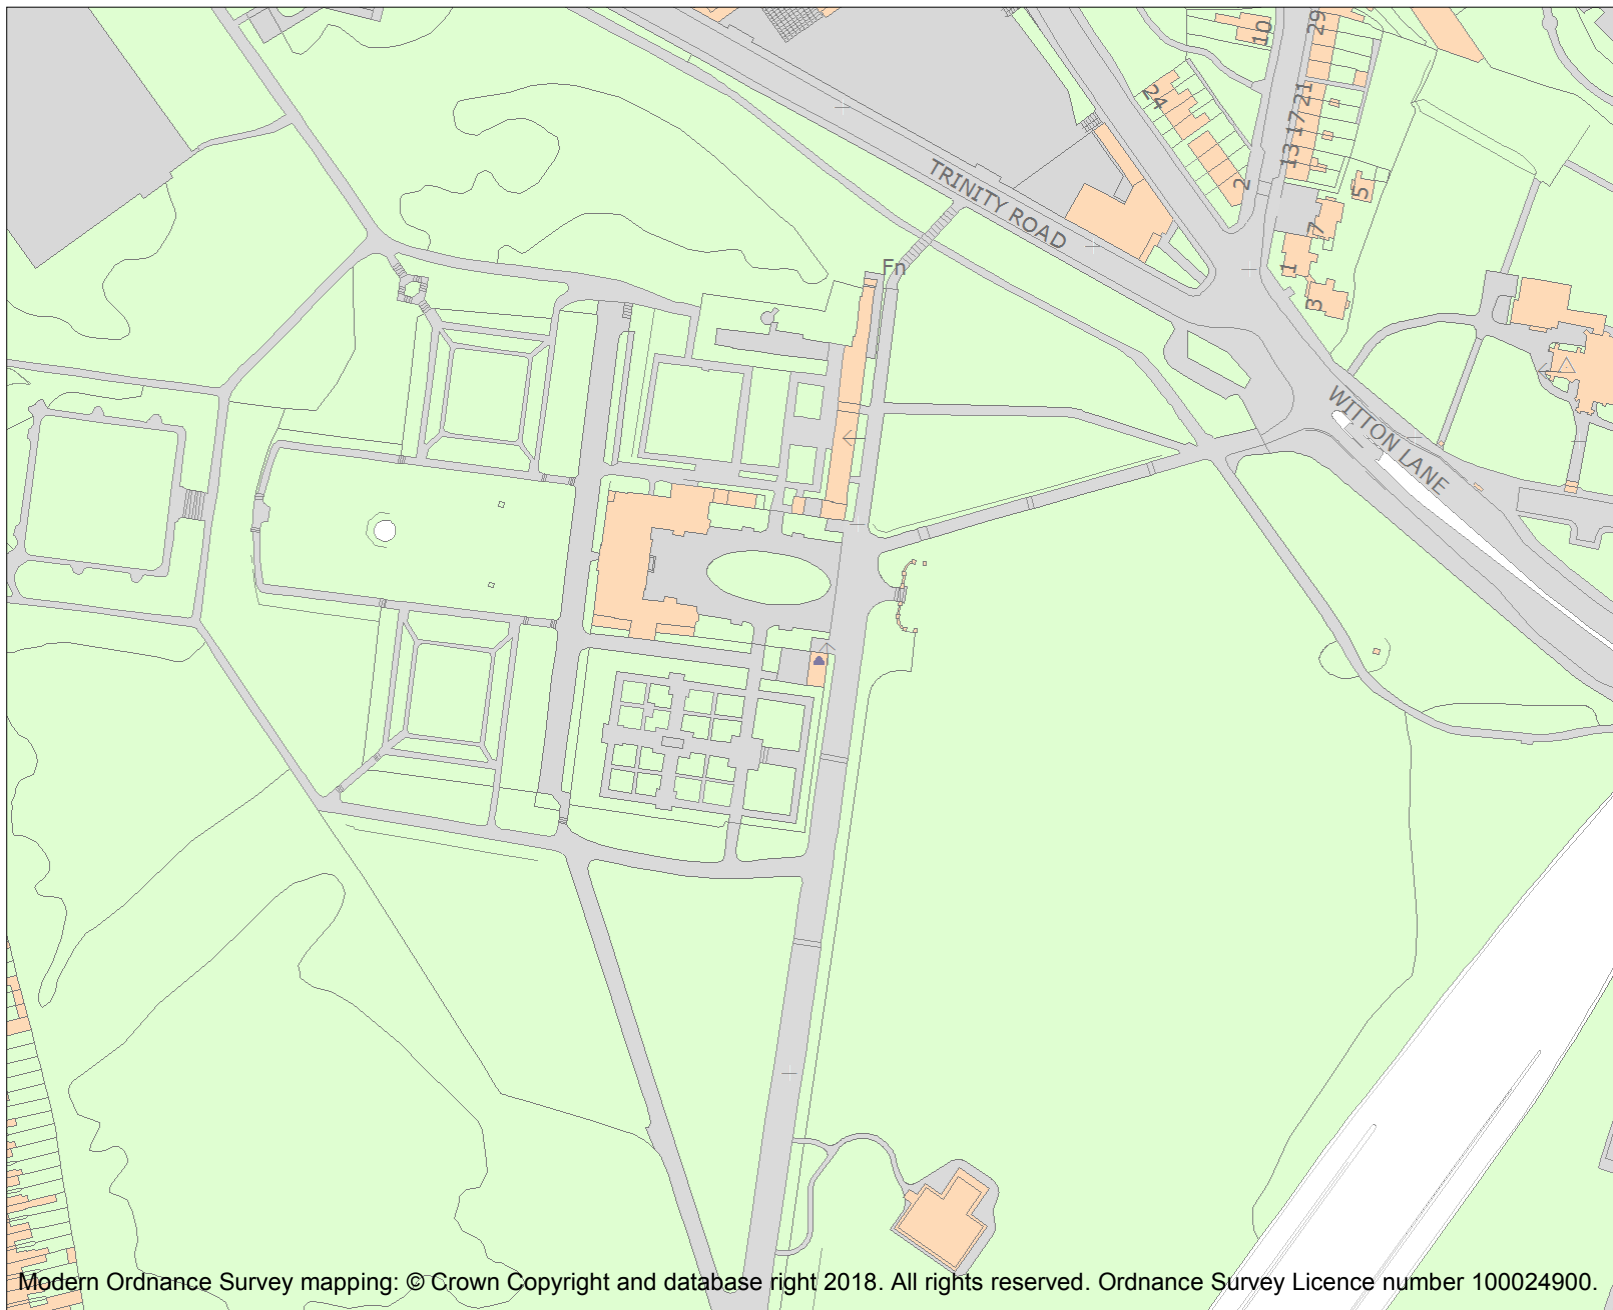 10
29
24
21
17
13
TRINITY ROAD
2
5
7
Fn
1
3
WITTON LANE
Modern Ordnance Survey mapping: © Crown Copyright and database right 2018. All rights reserved. Ordnance Survey Licence number 100024900.